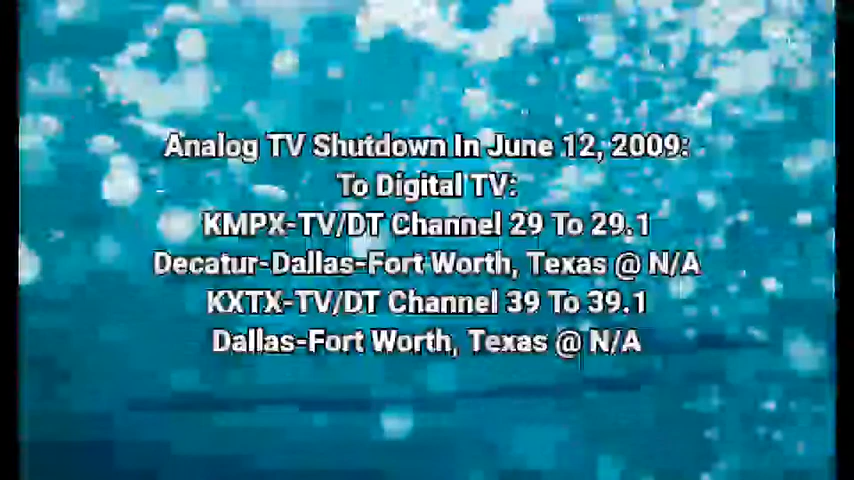 Analog TV Shutdown In June 12, 2009:
To Digital TV:
KMPX-TV/DT Channel 29 To 29.1
Decatur-Dallas-Fort Worth, Texas @ N/A
KXTX-TV/DT Channel 39 To 39.1
Dallas-Fort Worth, Texas @ N/A